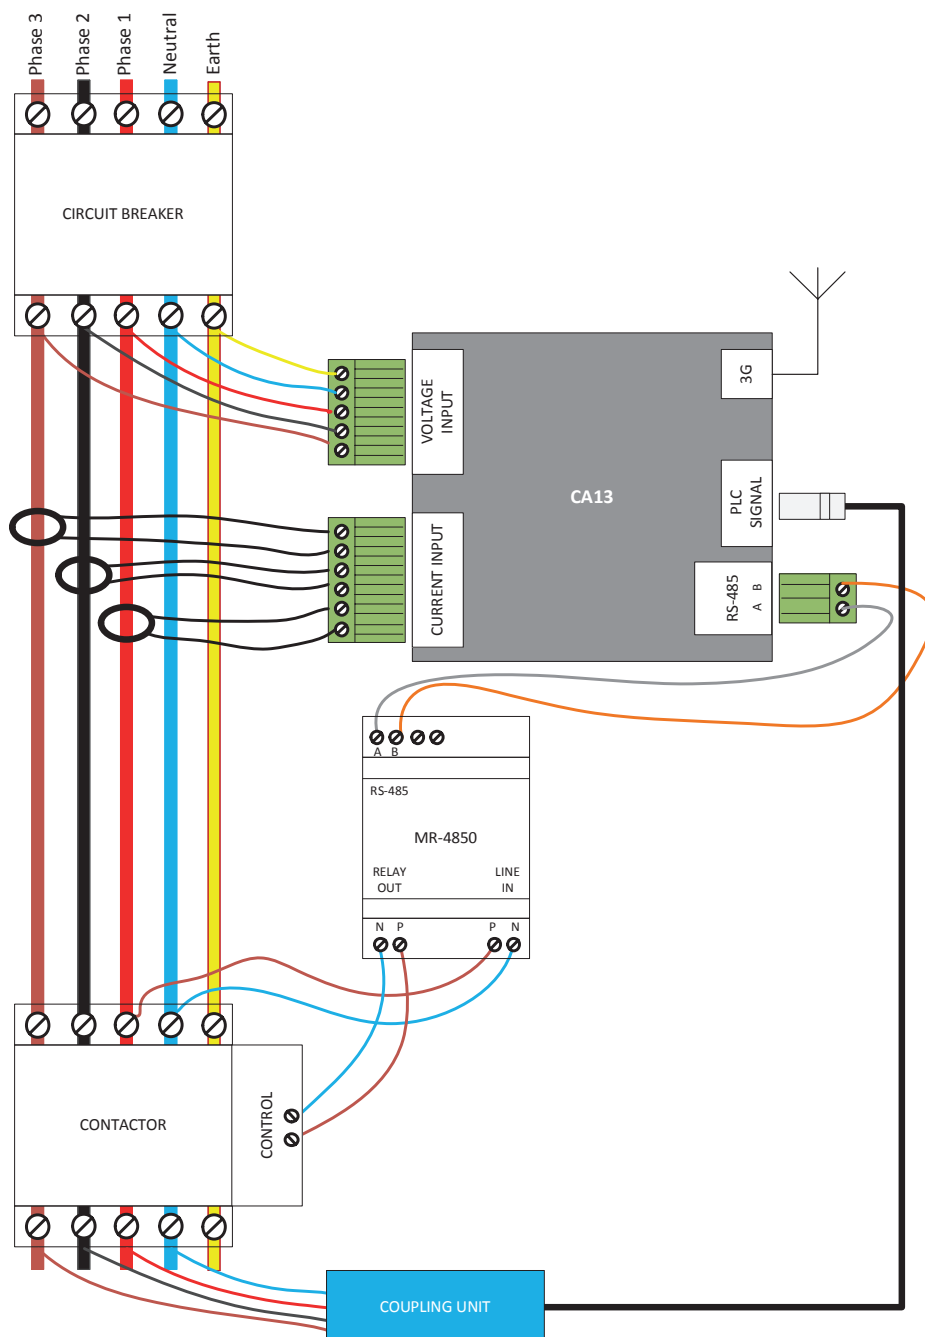 Phase 3
Phase 2
Phase 1
Neutral
Earth
CIRCUIT BREAKER
VOLTAGE
INPUT
3G
CA13
PLC
SIGNAL
CURRENT INPUT
RS-485
A B
A B
RS-485
MR-4850
RELAY
OUT
LINE
IN
N P
P N
CONTACTOR
CONTROL
COUPLING UNIT